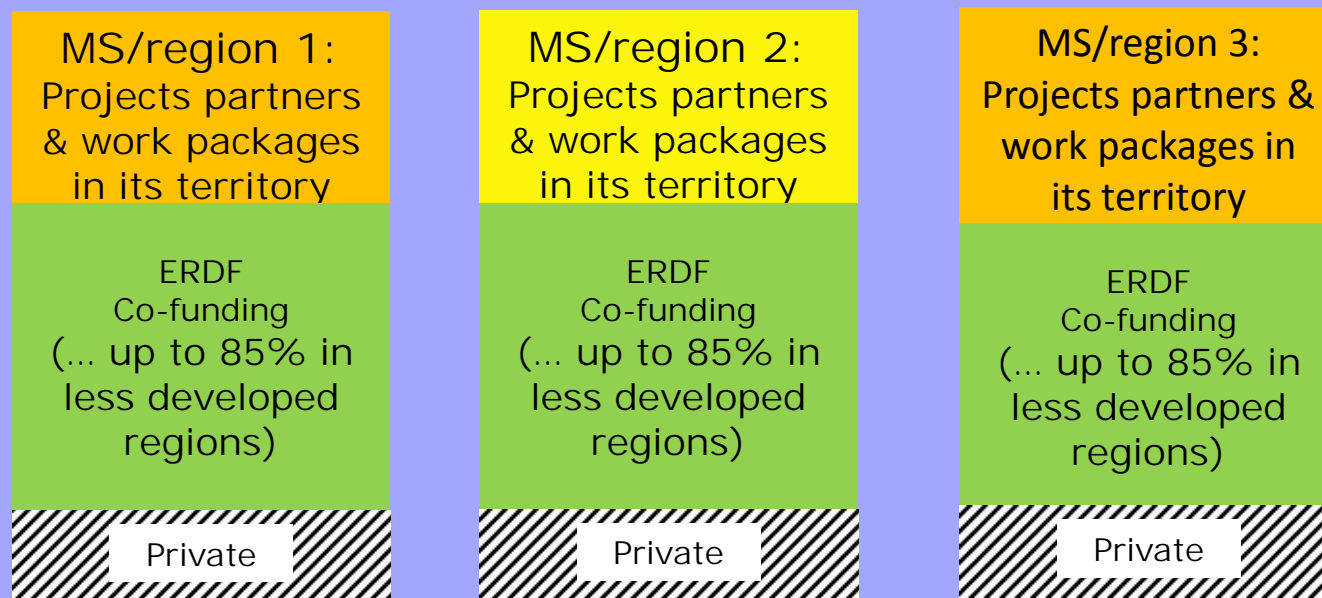 MS/region 1:
Projects partners
& work packages
in its territory
ERDF
Co-funding
(... up to 85% in
less developed
regions)
Private
MS/region 2:
Projects partners
& work packages
in its territory
ERDF
Co-funding
(... up to 85% in
less developed
regions)
Private
MS/region 3:
Projects partners &
work packages in
its territory
ERDF
Co-funding
(... up to 85% in
less developed
regions)
Private